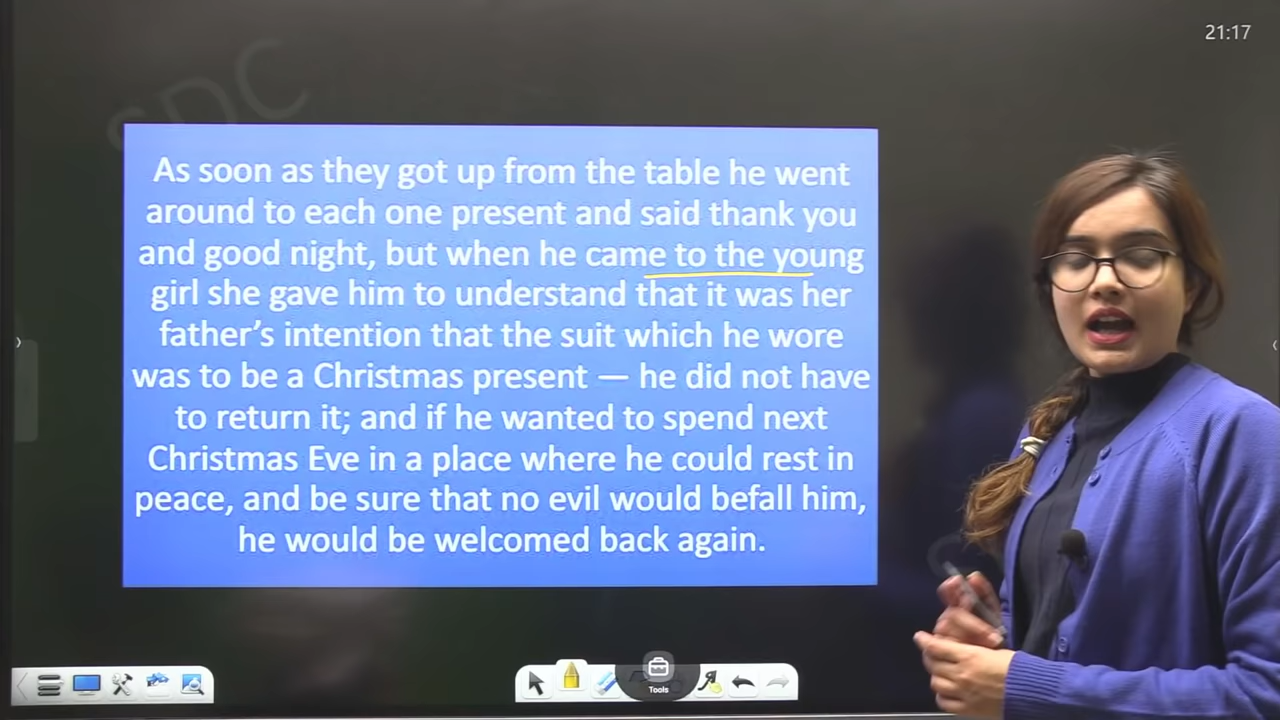 21:17
SDC
As soon as they got up from the table he went
around to each one present and said thank you
and good night, but when he came to the young
girl she gave him to understand that it was her
father’s intention that the suit which he wore
was to be a Christmas present — he did not have
to return it; and if he wanted to spend next
Christmas Eve in a place where he could rest in
peace, and be sure that no evil would befall him,
he would be welcomed back again.
Tools